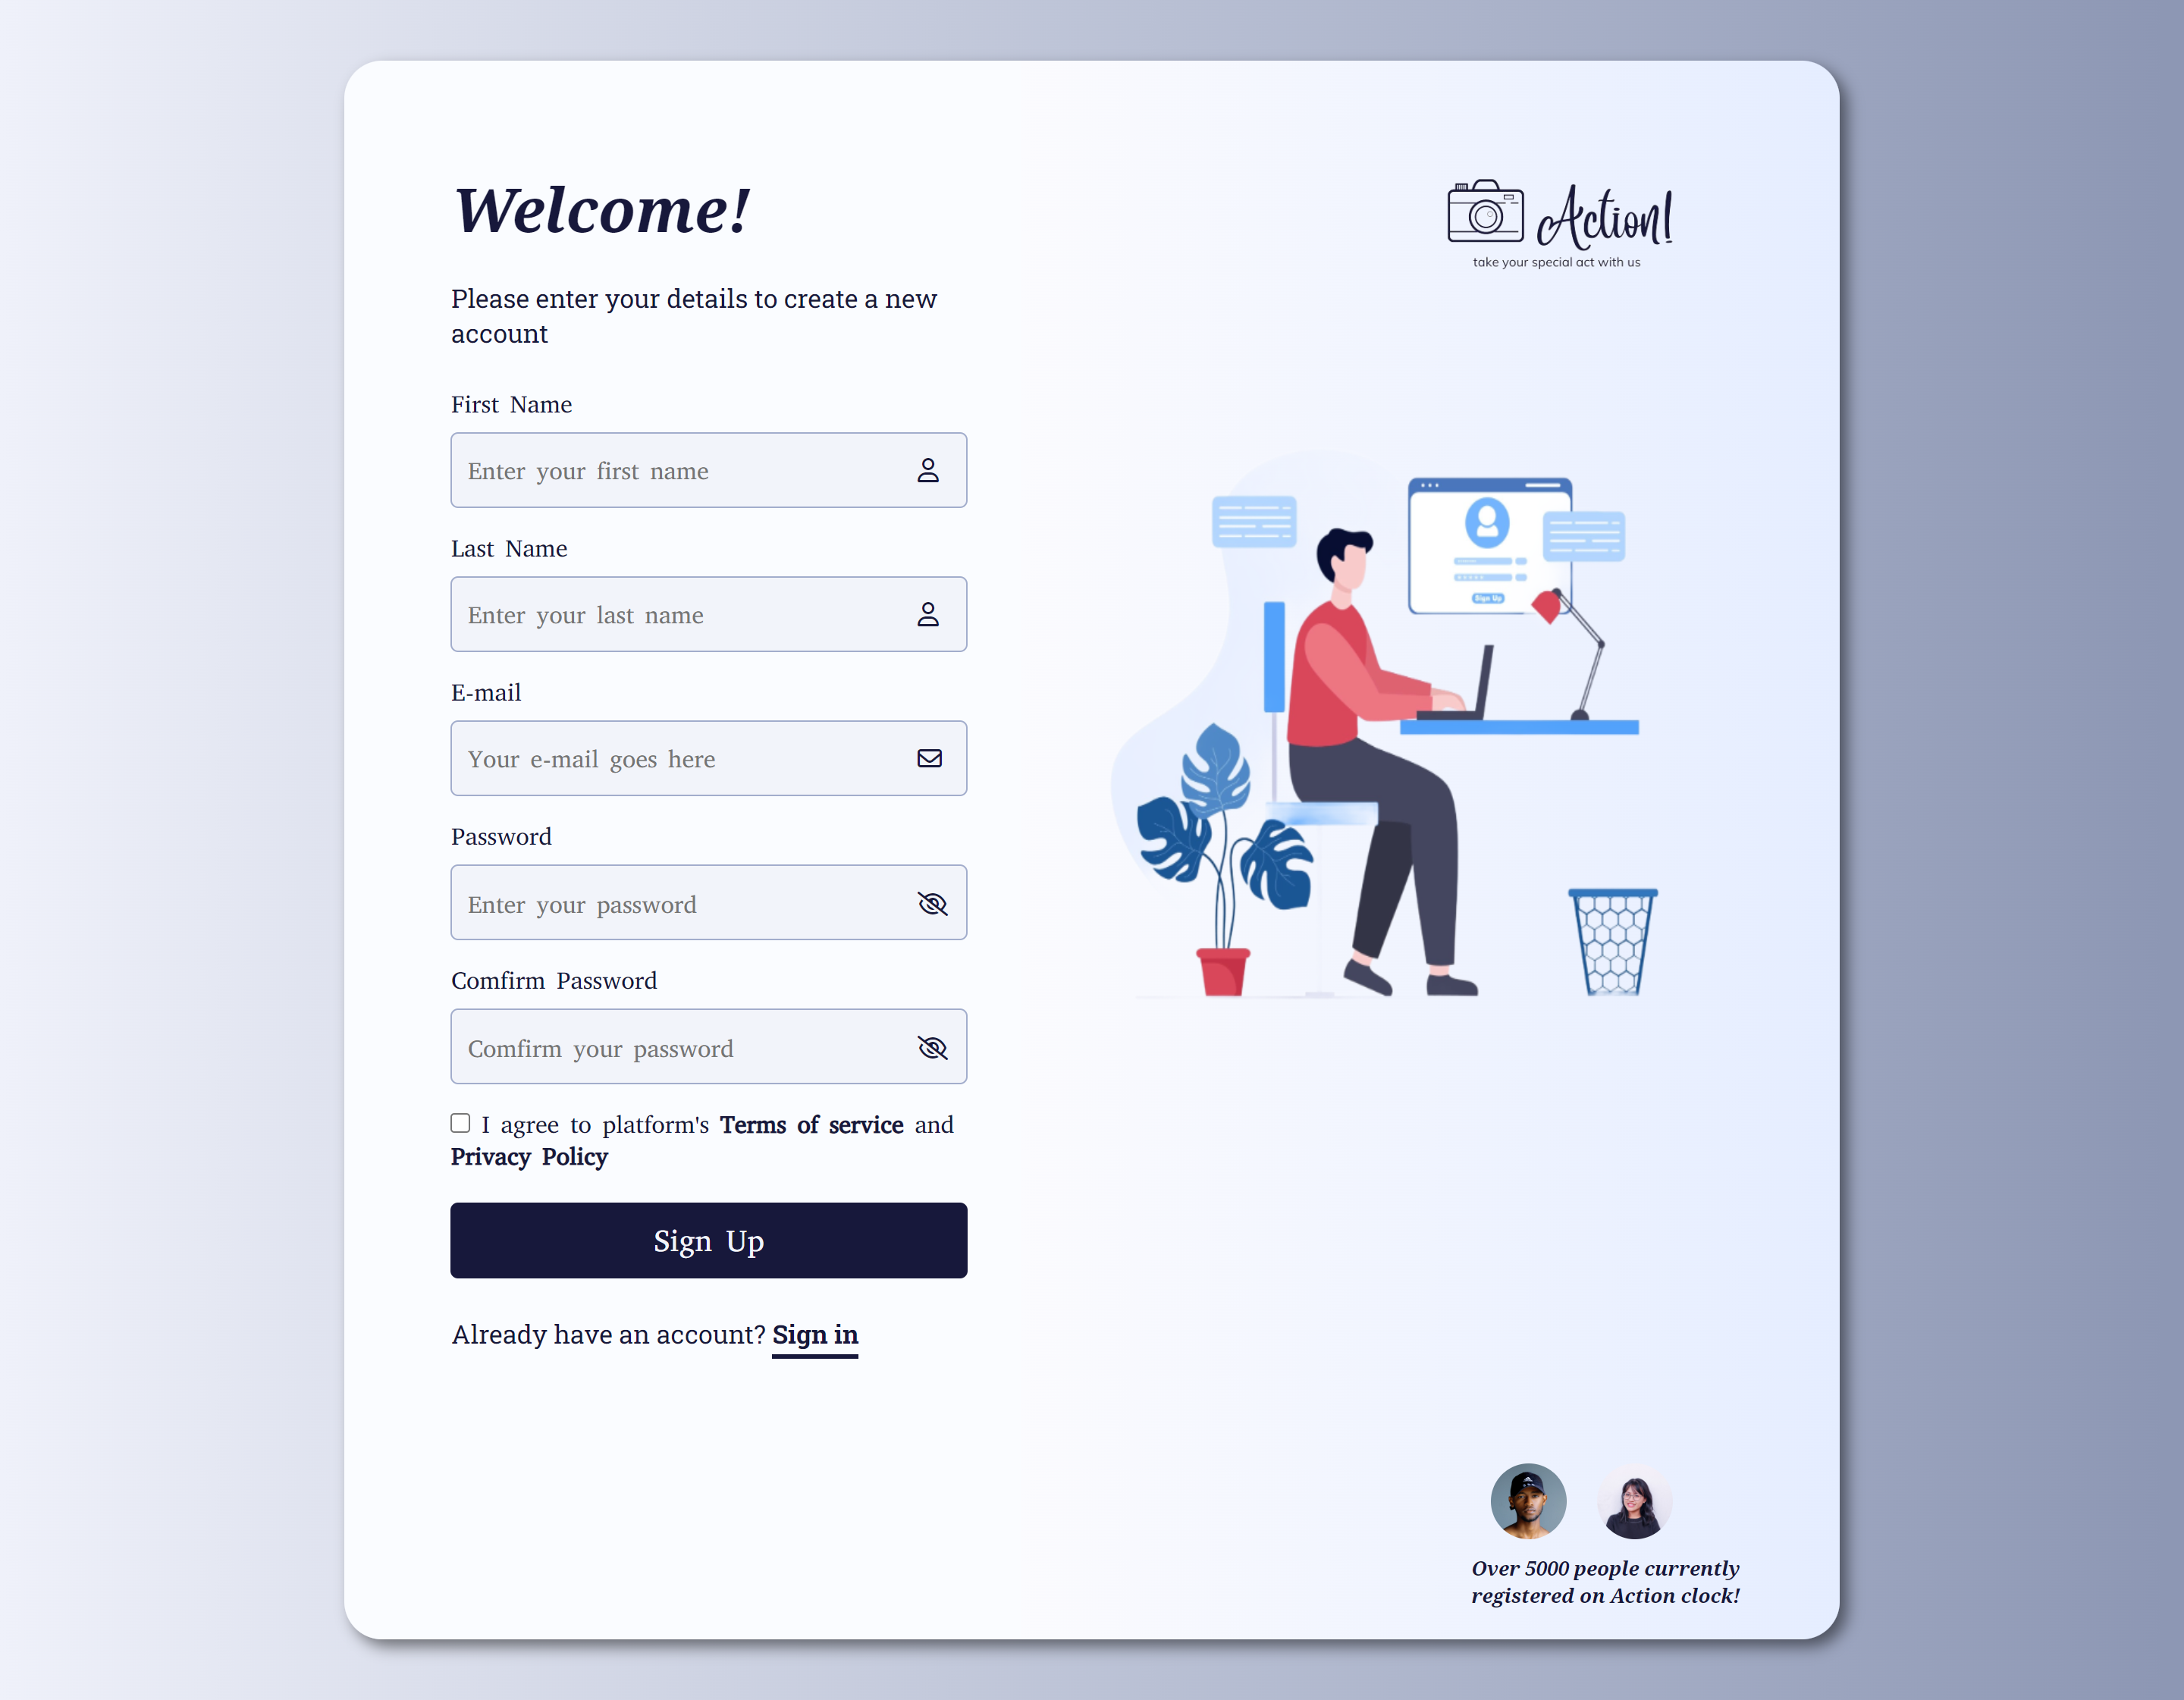 Welcome!
Please enter your details to create a new
account
First Name
Enter your first name
Last Name
Enter your last name
E-mail
Your e-mail goes here
Password
Enter your password
Comfirm Password
Comfirm your password
I agree to platform's Terms of service and
Privacy Policy
Sign Up
Already have an account? Sign in
Action!
take your special act with us
Sign Up
Over 5000 people currently
registered on Action clock!